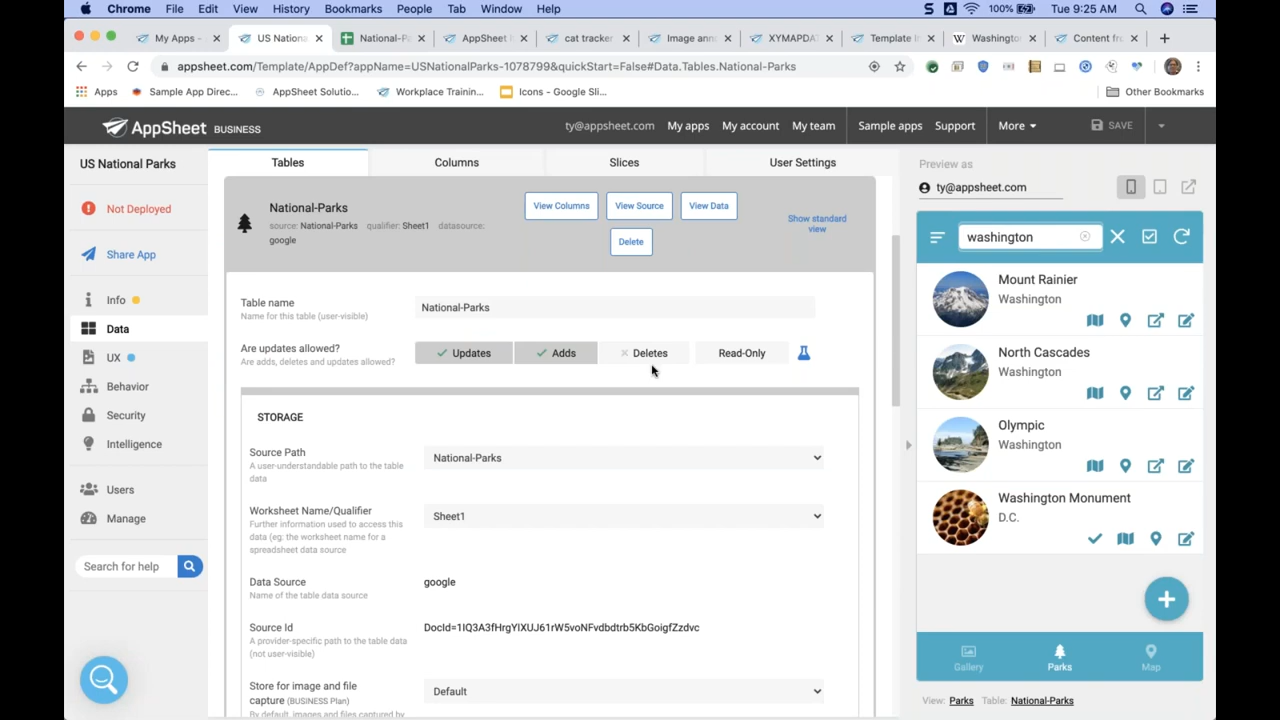 Chrome File Edit View History Bookmarks People Tab Window Help S 100% Tue 9:25 AM
My Apps - US Nationa National-Pa AppSheet cat tracker Image ann XYMAPDAT Template I Washington Content fr
appsheet.com/Template/AppDef?appName=USNationalParks-1078799&quickStart=False#Data.Tables.National-Parks
Apps Sample App Direc... AppSheet Solutio... Workplace Trainin... Icons - Google Sli... Other Bookmarks
AppSheet BUSINESS ty@appsheet.com My apps My account My team Sample apps Support More SAVE
US National Parks
Not Deployed
Share App
Info
Data
UX
Behavior
Security
Intelligence
Users
Manage
Search for help
Tables Columns Slices User Settings
National-Parks
source: National-Parks qualifier: Sheet1 datasource:
google
View Columns View Source View Data
Delete
Show standard
view
Table name
Name for this table (user-visible)
National-Parks
Are updates allowed?
Are adds, deletes and updates allowed?
Updates Adds Deletes Read-Only
STORAGE
Source Path
A user-understandable path to the table
data
National-Parks
Worksheet Name/Qualifier
Further information used to access this
data (eg: the worksheet name for a
spreadsheet data source
Sheet1
Data Source
Name of the table data source
google
Source Id
A provider-specific path to the table data
(not user-visible)
DocId=1IQ3A3fHrgYIXUJ61rW5voNFvdbdtrb5KbGoigfZzdvc
Store for image and file
capture (BUSINESS Plan)
By default, images and files captured by
Default
Preview as
ty@appsheet.com
washington
Mount Rainier
Washington
North Cascades
Washington
Olympic
Washington
Washington Monument
D.C.
Gallery Parks Map
View: Parks Table: National-Parks